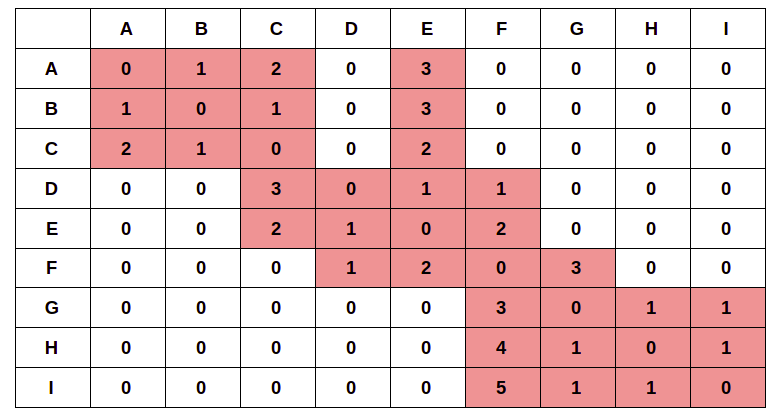 A B C D E F G H I
A 0 1 2 0 3 0 0 0 0
B 1 0 1 0 3 0 0 0 0
C 2 1 0 0 2 0 0 0 0
D 0 0 3 0 1 1 0 0 0
E 0 0 2 1 0 2 0 0 0
F 0 0 0 1 2 0 3 0 0
G 0 0 0 0 0 3 0 1 1
H 0 0 0 0 0 4 1 0 1
I 0 0 0 0 0 5 1 1 0